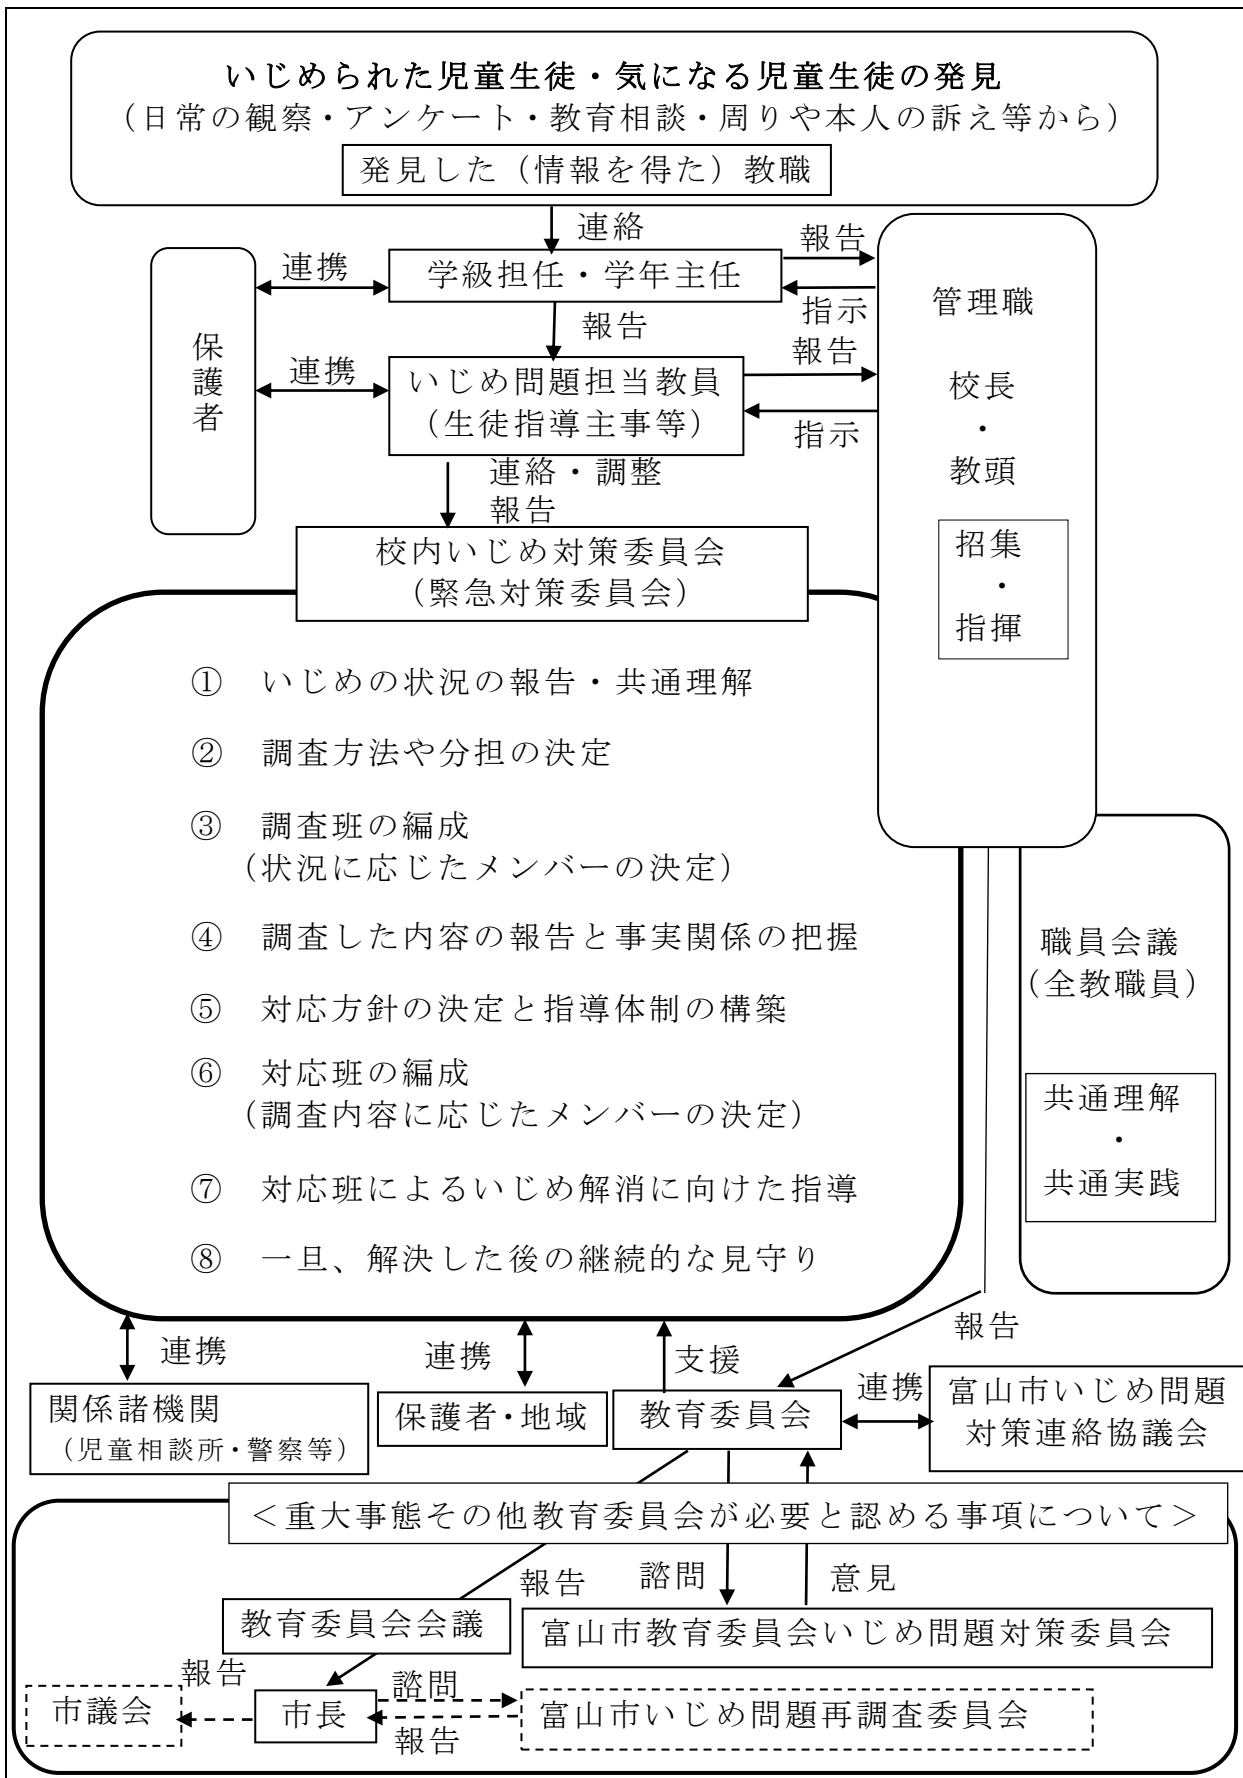 いじめられた児童生徒・気になる児童生徒の発見
（日常の観察・アンケート・教育相談・周りや本人の訴え等から）
発見した（情報を得た）教職
連絡
報告
連携
学級担任・学年主任
指示
管理職
校長
・
教頭
招集
・
指揮
保護者
報告
報告
連携
いじめ問題担当教員
（生徒指導主事等）
指示
連絡・調整
報告
校内いじめ対策委員会
（緊急対策委員会）
① いじめの状況の報告・共通理解
② 調査方法や分担の決定
③ 調査班の編成
（状況に応じたメンバーの決定）
④ 調査した内容の報告と事実関係の把握
⑤ 対応方針の決定と指導体制の構築
⑥ 対応班の編成
（調査内容に応じたメンバーの決定）
⑦ 対応班によるいじめ解消に向けた指導
⑧ 一旦、解決した後の継続的な見守り
職員会議
（全教職員）
共通理解
・
共通実践
連携
連携
支援
報告
関係諸機関
（児童相談所・警察等）
保護者・地域
教育委員会
連携
富山市いじめ問題
対策連絡協議会
＜重大事態その他教育委員会が必要と認める事項について＞
報告
諮問
意見
教育委員会会議
富山市教育委員会いじめ問題対策委員会
報告
諮問
市議会
市長
富山市いじめ問題再調査委員会
報告